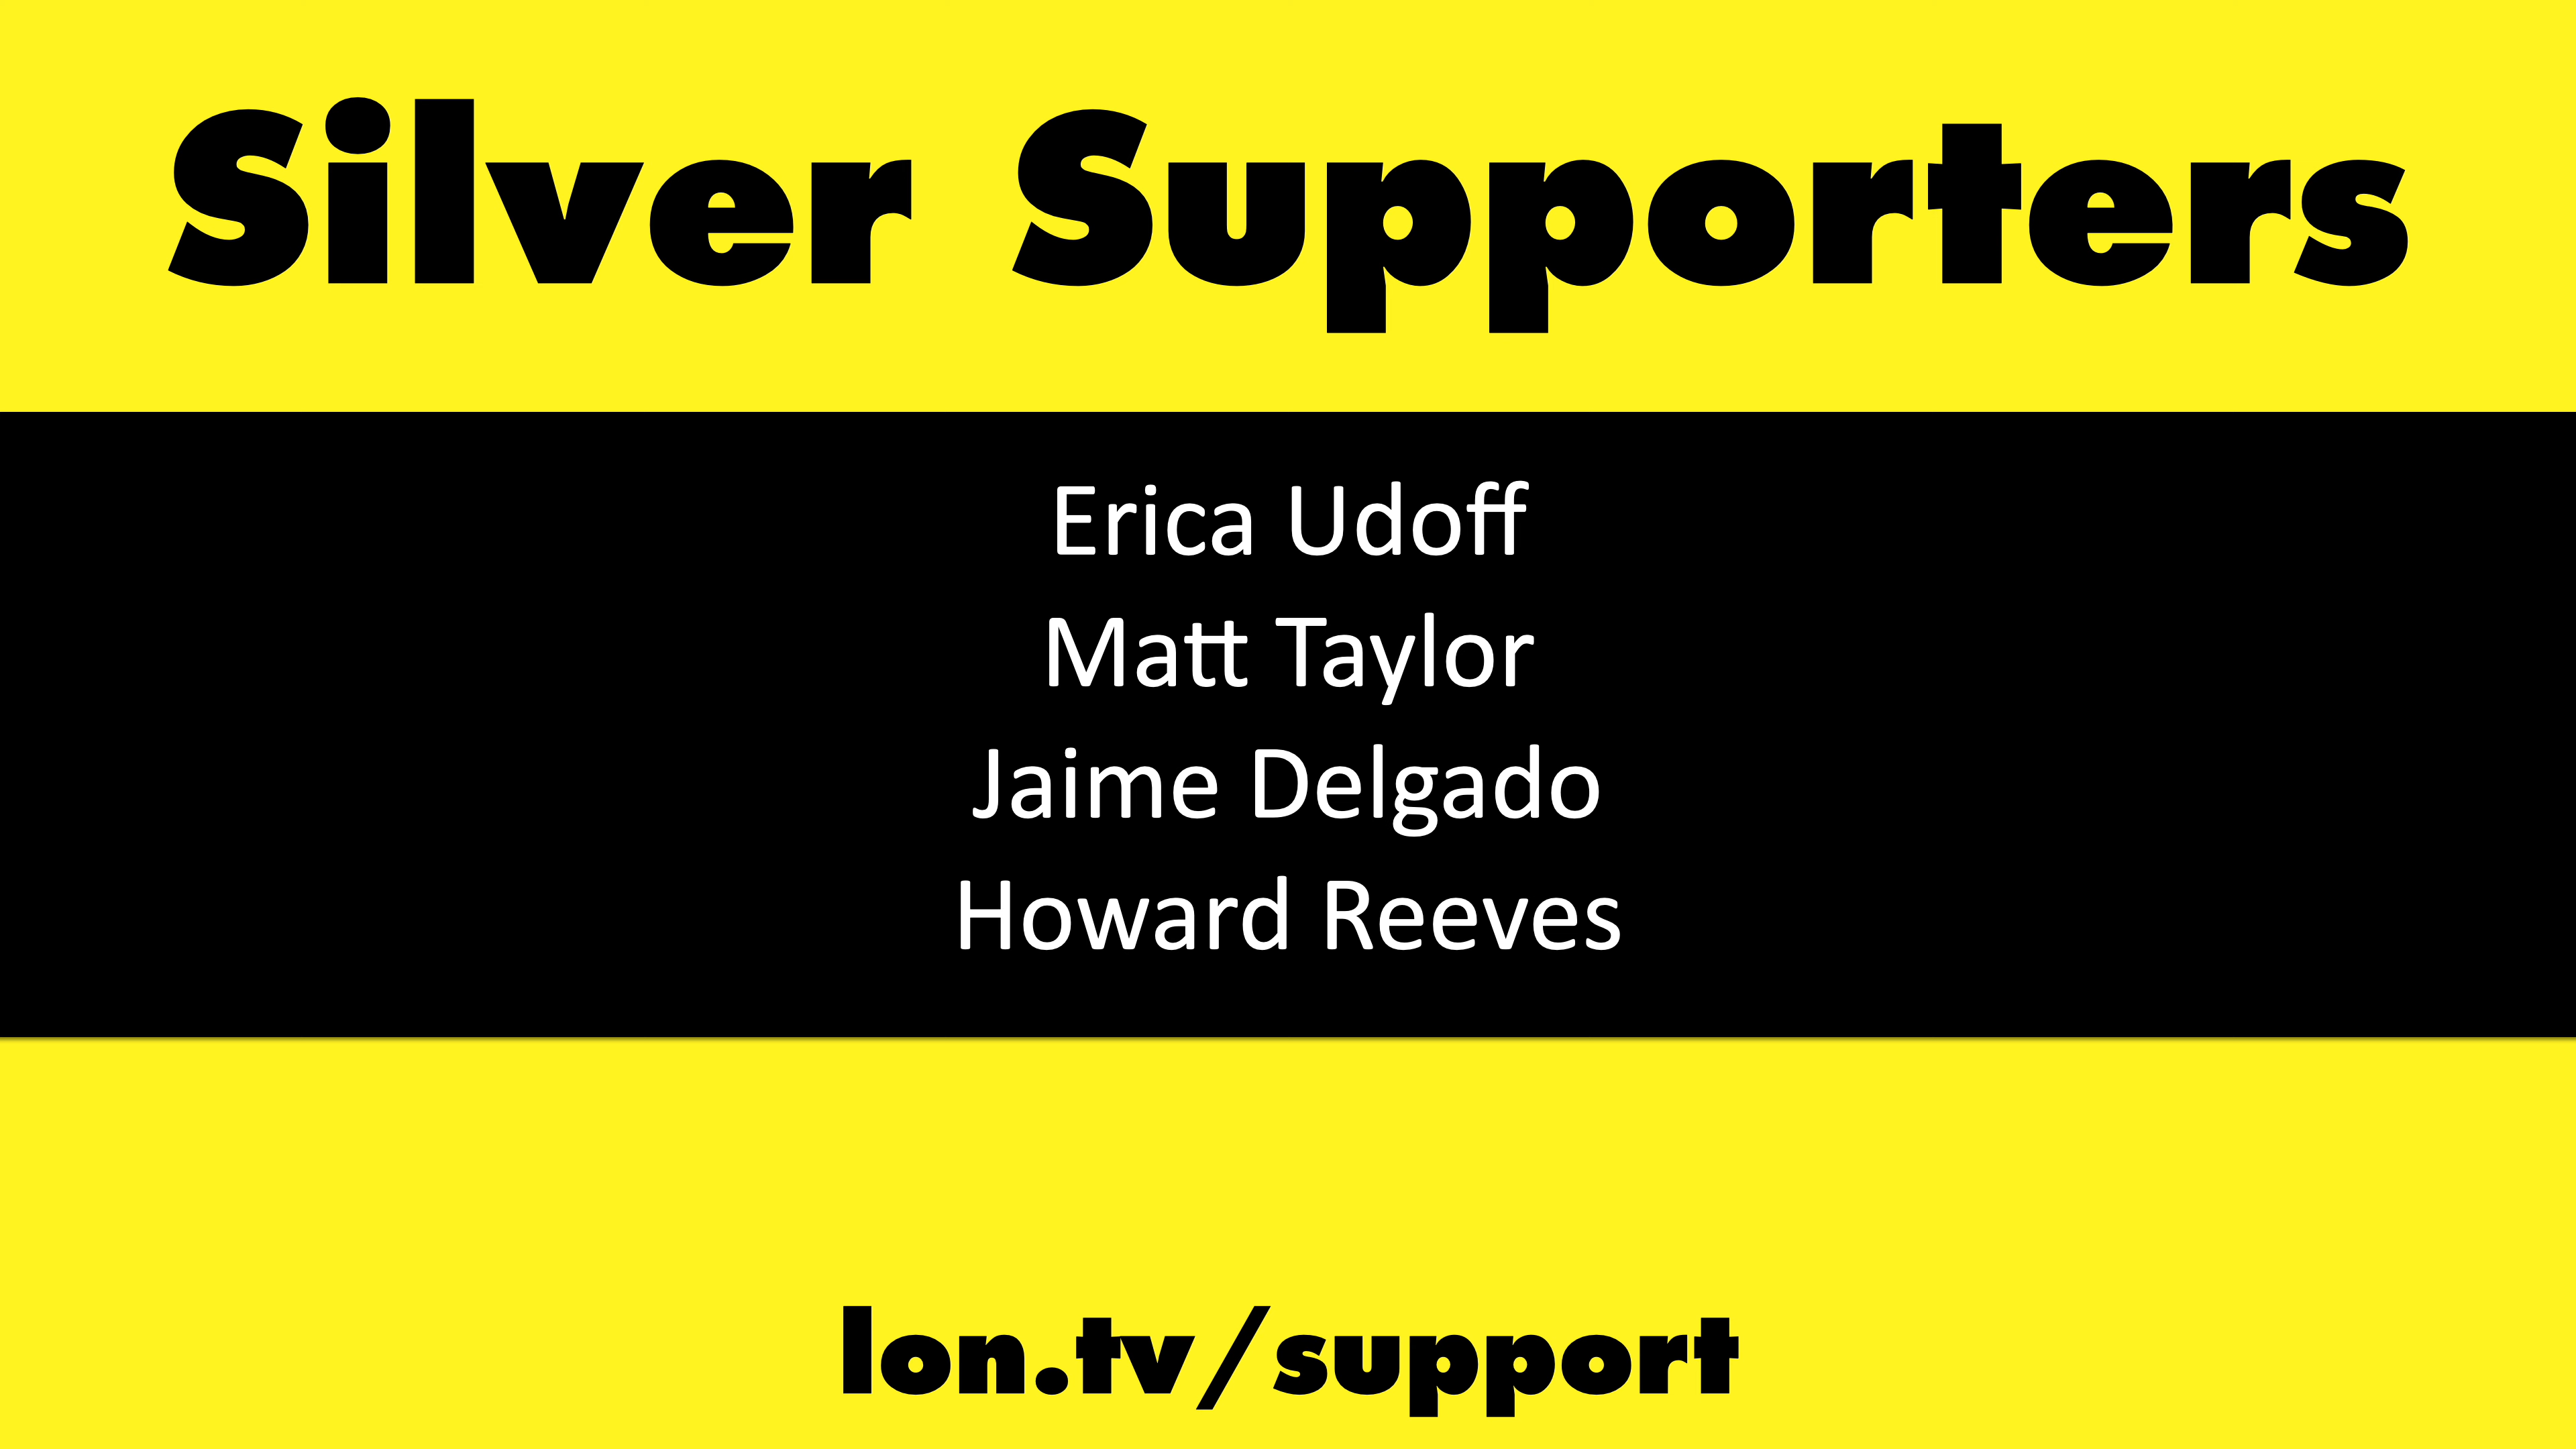 Silver Supporters
Erica Udoff
Matt Taylor
Jaime Delgado
Howard Reeves
lon.tv/support